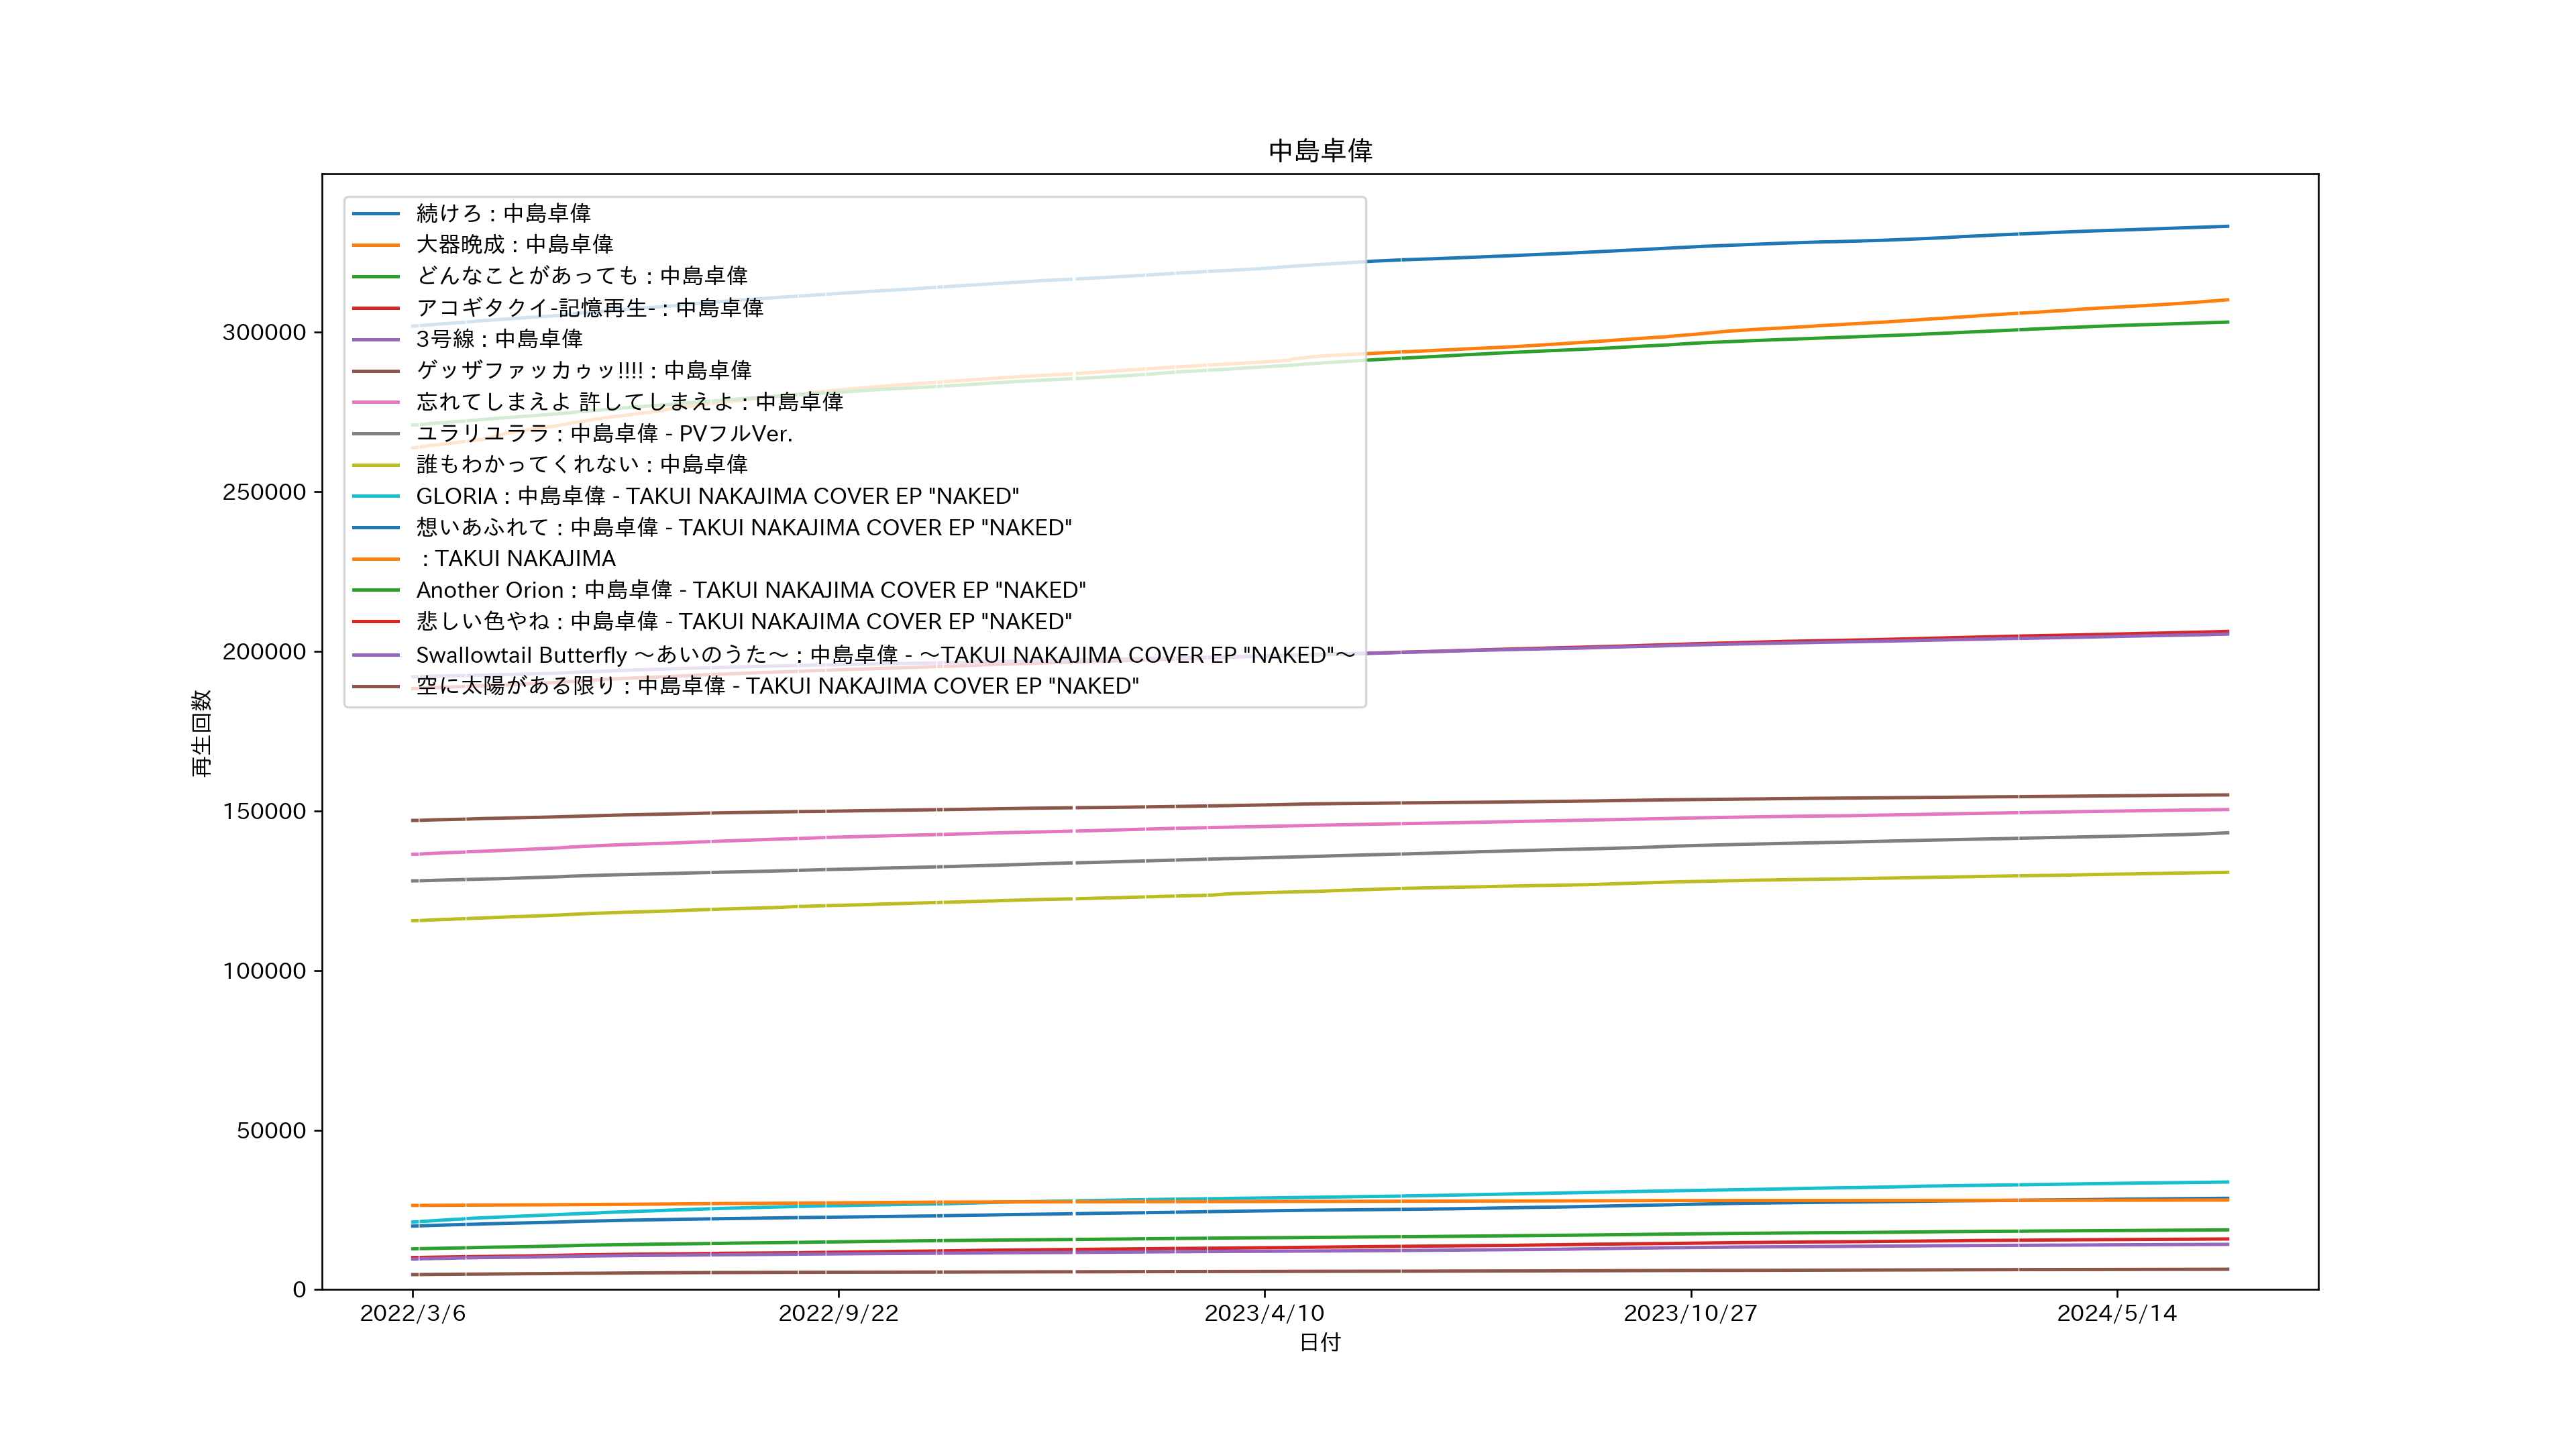 中島卓偉
続けろ : 中島卓偉
大器晩成 : 中島卓偉
どんなことがあっても : 中島卓偉
アコギタクイ-記憶再生- : 中島卓偉
3号線 : 中島卓偉
ゲッザファッカゥッ!!!! : 中島卓偉
忘れてしまえよ 許してしまえよ : 中島卓偉
ユラリユララ : 中島卓偉 - PVフルVer.
誰もわかってくれない : 中島卓偉
GLORIA : 中島卓偉 - TAKUI NAKAJIMA COVER EP "NAKED"
想いあふれて : 中島卓偉 - TAKUI NAKAJIMA COVER EP "NAKED"
: TAKUI NAKAJIMA
Another Orion : 中島卓偉 - TAKUI NAKAJIMA COVER EP "NAKED"
悲しい色やね : 中島卓偉 - TAKUI NAKAJIMA COVER EP "NAKED"
Swallowtail Butterfly 〜あいのうた〜 : 中島卓偉 - 〜TAKUI NAKAJIMA COVER EP "NAKED"〜
空に太陽がある限り : 中島卓偉 - TAKUI NAKAJIMA COVER EP "NAKED"
再生回数
300000
250000
200000
150000
100000
50000
0
2022/3/6
2022/9/22
2023/4/10
2023/10/27
2024/5/14
日付